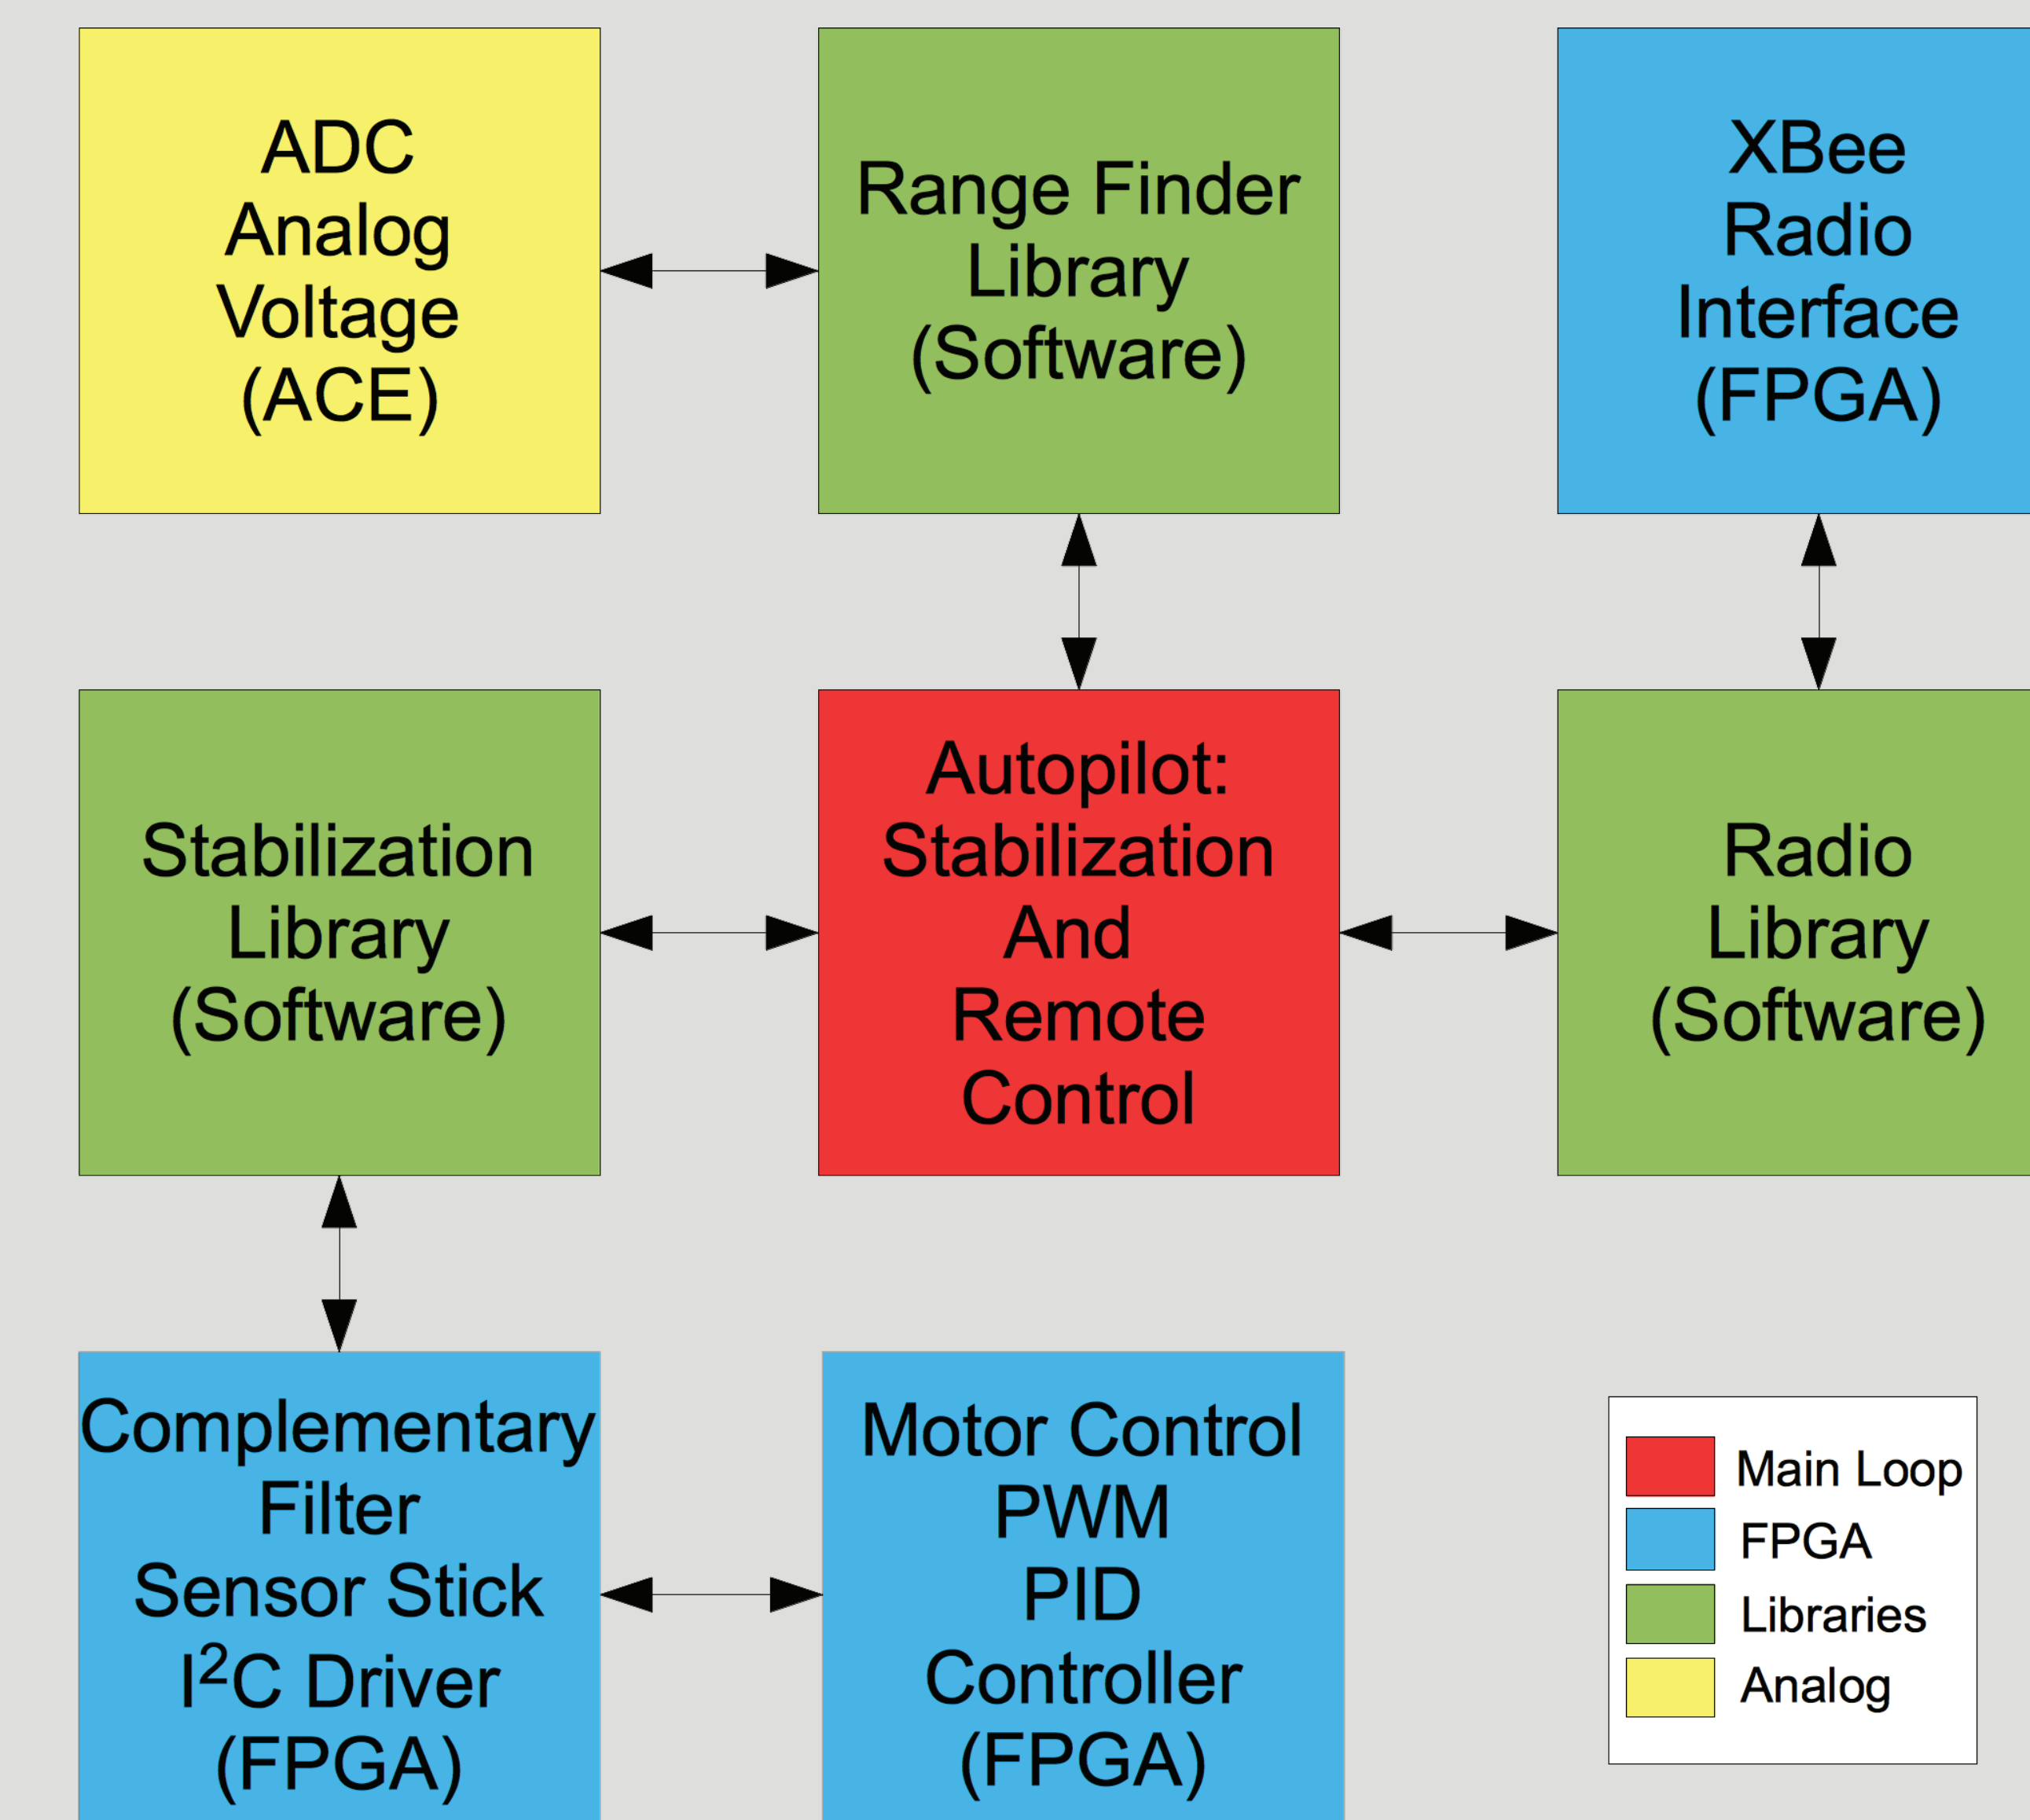 ADC
Analog
Voltage
(ACE)
Range Finder
Library
(Software)
XBee
Radio
Interface
(FPGA)
Stabilization
Library
(Software)
Autopilot:
Stabilization
And
Remote
Control
Radio
Library
(Software)
Complementary
Filter
Sensor Stick
I²C Driver
(FPGA)
Motor Control
PWM
PID
Controller
(FPGA)
Main Loop
FPGA
Libraries
Analog